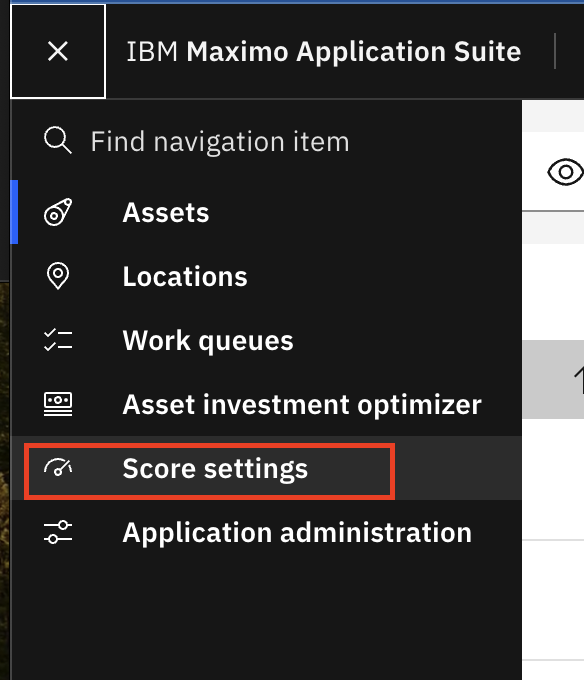 IBM Maximo Application Suite
Find navigation item
Assets
Locations
Work queues
Asset investment optimizer
Score settings
Application administration